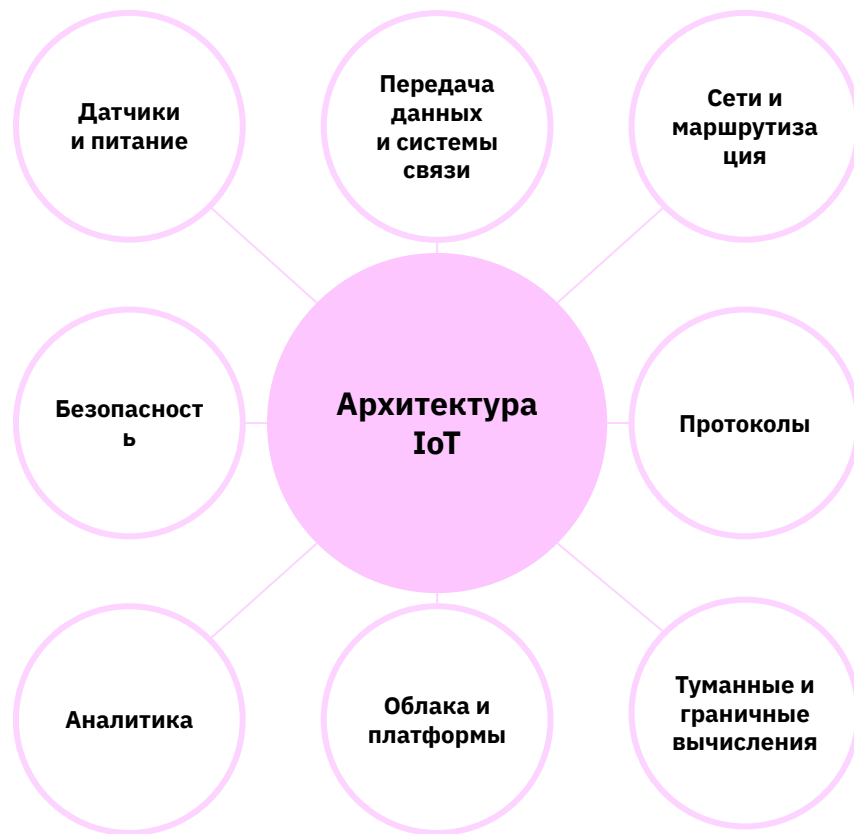 Датчики
и питание
Передача
данных
и системы
связи
Сети и
маршрутиза
ция
Безопасност
ь
Архитектура
IoT
Протоколы
Аналитика
Облака и
платформы
Туманные и
граничные
вычисления